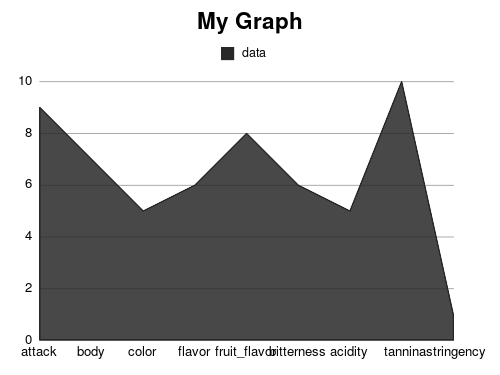 My Graph
data
10
8
6
4
2
0
attack body color flavor fruit_flavor bitterness acidity tannin astringency